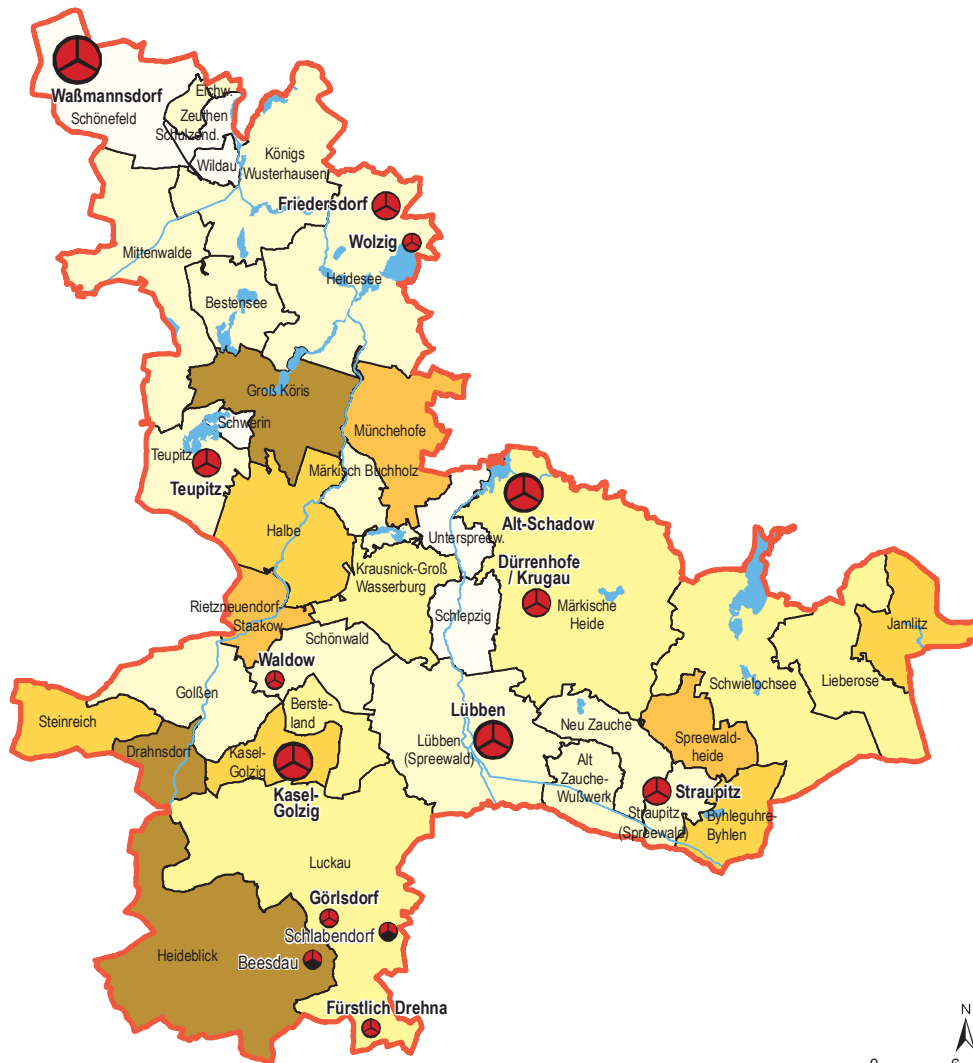 Waßmannsdorf
Schönefeld
Eichw.
Zeuthen
Schulzend.
Wildau
Königs
Wusterhausen
Friedersdorf
Wolzig
Mittenwalde
Heidesee
Bestensee
Groß Köris
Schwerin
Münchehofe
Teupitz
Teupitz
Märkisch Buchholz
Alt-Schadow
Halbe
Unterspreew.
Krausnick-Groß
Wasserburg
Dürrenhofe
/ Krugau
Märkische
Heide
Rietzneuendorf-
Staakow
Schlepzig
Schönwald
Jamlitz
Waldow
Golßen
Schwielochsee
Lieberose
Steinreich
Berste-
land
Lübben
Neu Zauche
Spreewald-
heide
Drahnsdorf
Kasel-
Golzig
Lübben
(Spreewald)
Alt
Zauche-
Wußwerk
Kasel-
Golzig
Straupitz
Straupitz
(Spreewald)
Byhleguhre-
Byhlen
Luckau
Görlsdorf
Schlabendorf
Heideblick
Beesdau
Fürstlich Drehna
N